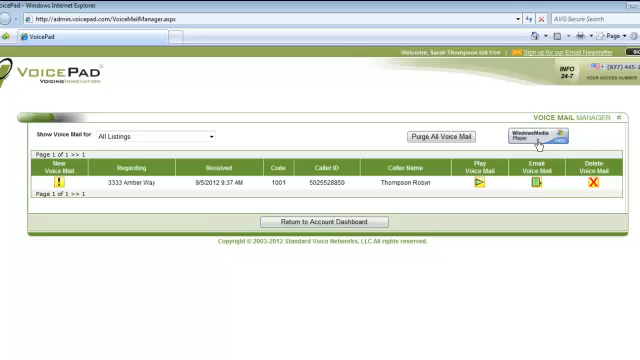 VoicePad - Windows Internet Explorer
http://admin.voicepad.com/VoiceMailManager.aspx
AVG Secure Search
VoicePad
Page
Welcome, Sarah Thompson toll free
Sign up for our Email Newsletter
VOICEPAD
VOICING INNOVATION
INFO
24-7
(877) 445-2
YOUR ACCESS NUMBER
VOICE MAIL MANAGER
Show Voice Mail for
All Listings
Purge All Voice Mail
WindowsMedia
Player
Page 1 of 1 >> 1
New
Voice Mail
Regarding
Received
Code
Caller ID
Caller Name
Play
Voice Mail
Email
Voice Mail
Delete
Voice Mail
!
3333 Amber Way
9/5/2012 9:37 AM
1001
5025528850
Thompson Robyn
X
Page 1 of 1 >> 1
Return to Account Dashboard
Copyright © 2003-2012 Standard Voice Networks, LLC All rights reserved.